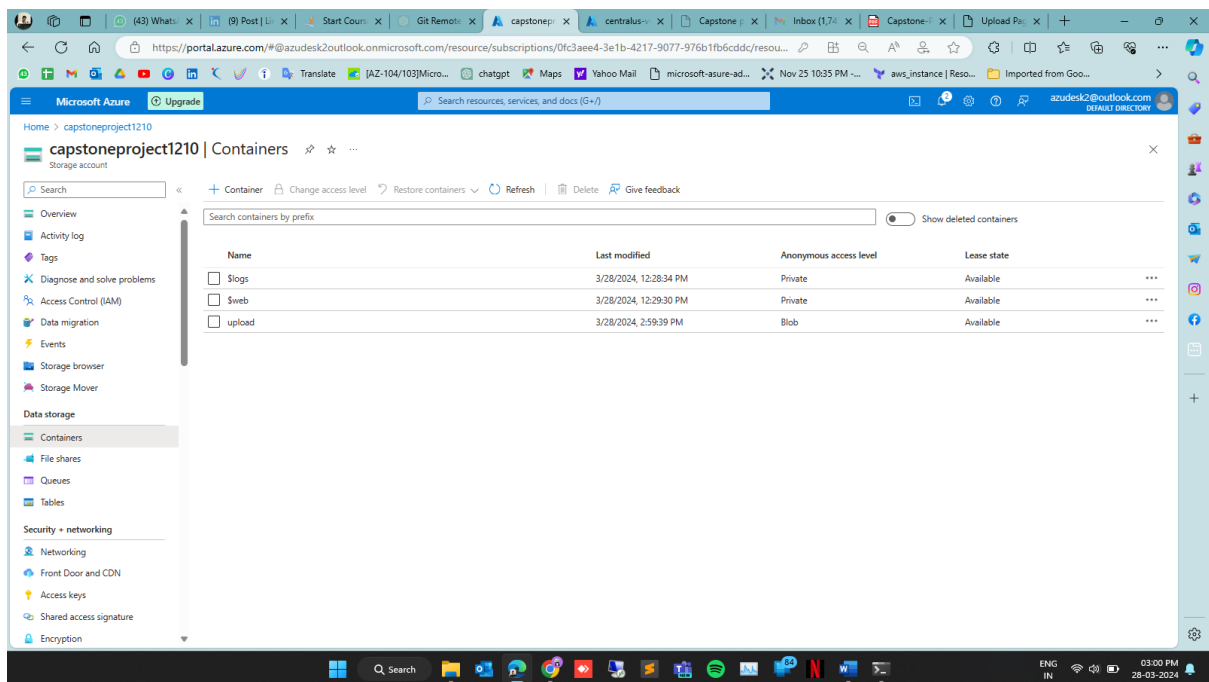 (43) Whats
(9) Post | Li
Start Cours
Git Remote
capstonepr
centralus-v
Capstone p
Inbox (1,74
Capstone-P
Upload Pag
https://portal.azure.com/#@azudesk2outlook.onmicrosoft.com/resource/subscriptions/0fc3aee4-3e1b-4217-9077-976b1fb6cddc/resou...
Translate
[AZ-104/103]Micro...
chatgpt
Maps
Yahoo Mail
microsoft-asure-ad...
Nov 25 10:35 PM -...
aws_instance | Reso...
Imported from Goo...
Microsoft Azure
Upgrade
Search resources, services, and docs (G+/)
2
azudesk2@outlook.com
DEFAULT DIRECTORY
Home > capstoneproject1210
capstoneproject1210 | Containers
Storage account
Search
+ Container
Change access level
Restore containers
Refresh
Delete
Give feedback
Search containers by prefix
Show deleted containers
Overview
Activity log
Tags
Diagnose and solve problems
Access Control (IAM)
Data migration
Events
Storage browser
Storage Mover
Data storage
Containers
File shares
Queues
Tables
Security + networking
Networking
Front Door and CDN
Access keys
Shared access signature
Encryption
Name Last modified Anonymous access level Lease state
$logs 3/28/2024, 12:28:34 PM Private Available
$web 3/28/2024, 12:29:30 PM Private Available
upload 3/28/2024, 2:59:39 PM Blob Available
Search
84
ENG
IN
03:00 PM
28-03-2024